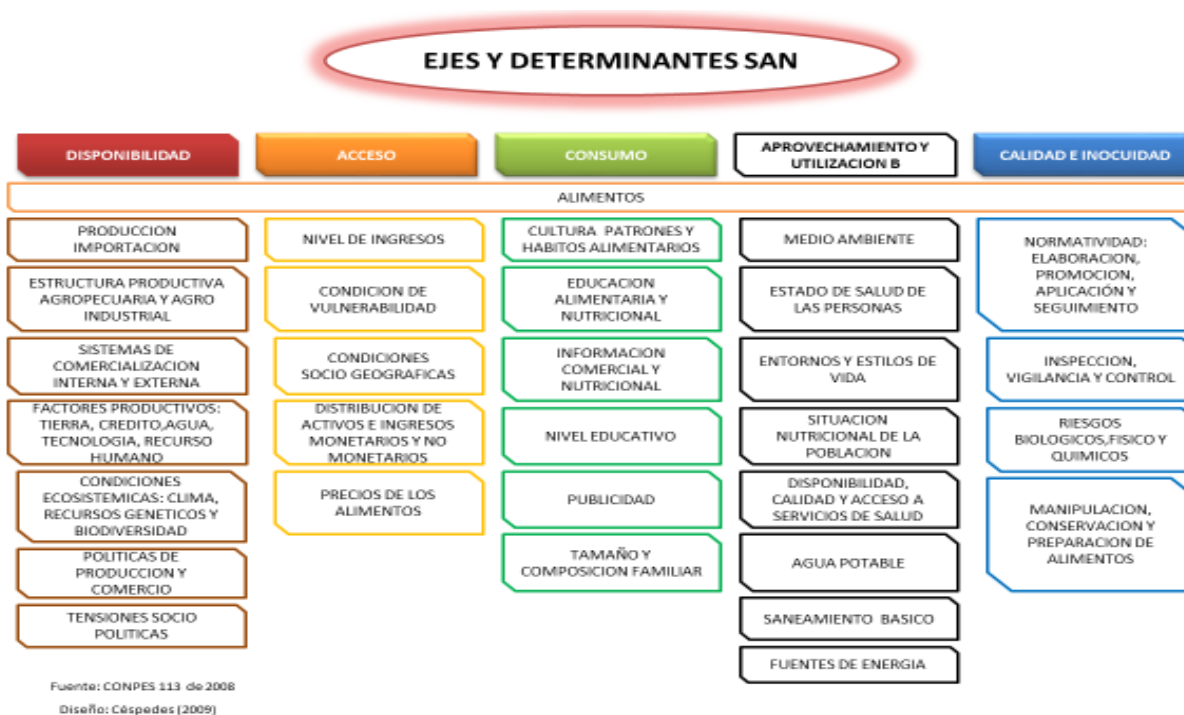 EJES Y DETERMINANTES SAN
DISPONIBILIDAD
ACCESO
CONSUMO
APROVECHAMIENTO Y
UTILIZACION B
CALIDAD E INOCUIDAD
ALIMENTOS
PRODUCCION
IMPORTACION
ESTRUCTURA PRODUCTIVA
AGROPECUARIA Y AGRO
INDUSTRIAL
SISTEMAS DE
COMERCIALIZACION
INTERNA Y EXTERNA
FACTORES PRODUCTIVOS:
TIERRA, CREDITO,AGUA,
TECNOLOGIA, RECURSO
HUMANO
CONDICIONES
ECOSISTEMICAS: CLIMA,
RECURSOS GENETICOS Y
BIODIVERSIDAD
POLITICAS DE
PRODUCCION Y
COMERCIO
TENSIONES SOCIO
POLITICAS
NIVEL DE INGRESOS
CONDICION DE
VULNERABILIDAD
CONDICIONES
SOCIO GEOGRAFICAS
DISTRIBUCION DE
ACTIVOS E INGRESOS
MONETARIOS Y NO
MONETARIOS
PRECIOS DE LOS
ALIMENTOS
CULTURA PATRONES Y
HABITOS ALIMENTARIOS
EDUCACION
ALIMENTARIA Y
NUTRICIONAL
INFORMACION
COMERCIAL Y
NUTRICIONAL
NIVEL EDUCATIVO
PUBLICIDAD
TAMAÑO Y
COMPOSICION FAMILIAR
MEDIO AMBIENTE
ESTADO DE SALUD DE
LAS PERSONAS
ENTORNOS Y ESTILOS DE
VIDA
SITUACION
NUTRICIONAL DE LA
POBLACION
DISPONIBILIDAD,
CALIDAD Y ACCESO A
SERVICIOS DE SALUD
AGUA POTABLE
SANEAMIENTO BASICO
FUENTES DE ENERGIA
NORMATIVIDAD:
ELABORACION,
PROMOCION,
APLICACIÓN Y
SEGUIMIENTO
INSPECCION,
VIGILANCIA Y CONTROL
RIESGOS
BIOLOGICOS,FISICO Y
QUIMICOS
MANIPULACION,
CONSERVACION Y
PREPARACION DE
ALIMENTOS
Fuente: CONPES 113 de 2008
Diseño: Céspedes (2009)